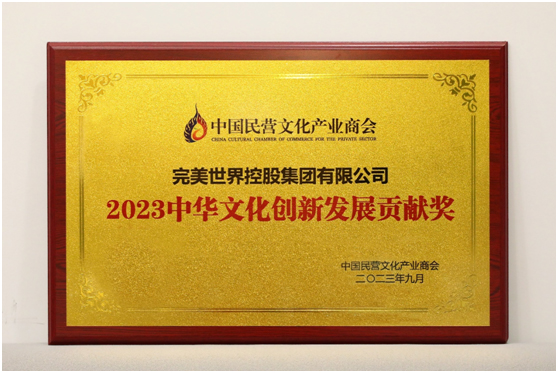 中国民营文化产业商会
CHINA CULTURAL CHAMBER OF COMMERCE FOR THE PRIVATE SECTOR
完美世界控股集团有限公司
2023中华文化创新发展贡献奖
中国民营文化产业商会
二〇二三年九月